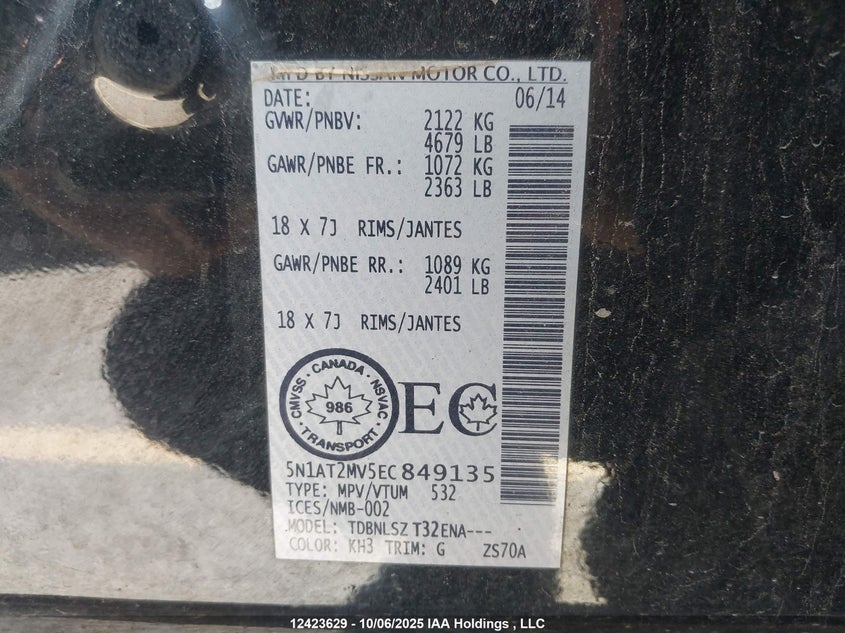 MFD BY NISSAN MOTOR CO., LTD.
DATE: 06/14
GVWR/PNBV: 2122 KG
4679 LB
GAWR/PNBE FR.: 1072 KG
2363 LB
18 X 7J RIMS/JANTES
GAWR/PNBE RR.: 1089 KG
2401 LB
18 X 7J RIMS/JANTES
CANADA
CMVSS · NSVAC
986
TRANSPORT
EC
5N1AT2MV5EC849135
TYPE: MPV/VTUM 532
ICES/NMB-002
MODEL: TDBNLSZ T32ENA---
COLOR: KH3 TRIM: G ZS70A
12423629 - 10/06/2025 IAA Holdings , LLC